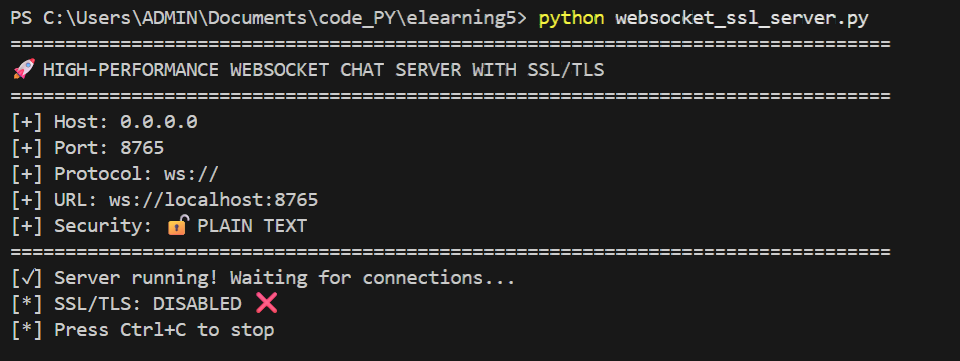 PS C:\Users\ADMIN\Documents\code_PY\elearning5> python websocket_ssl_server.py
================================================================================
🚀 HIGH-PERFORMANCE WEBSOCKET CHAT SERVER WITH SSL/TLS
================================================================================
[+] Host: 0.0.0.0
[+] Port: 8765
[+] Protocol: ws://
[+] URL: ws://localhost:8765
[+] Security: 🔓 PLAIN TEXT
================================================================================
[✓] Server running! Waiting for connections...
[*] SSL/TLS: DISABLED ❌
[*] Press Ctrl+C to stop